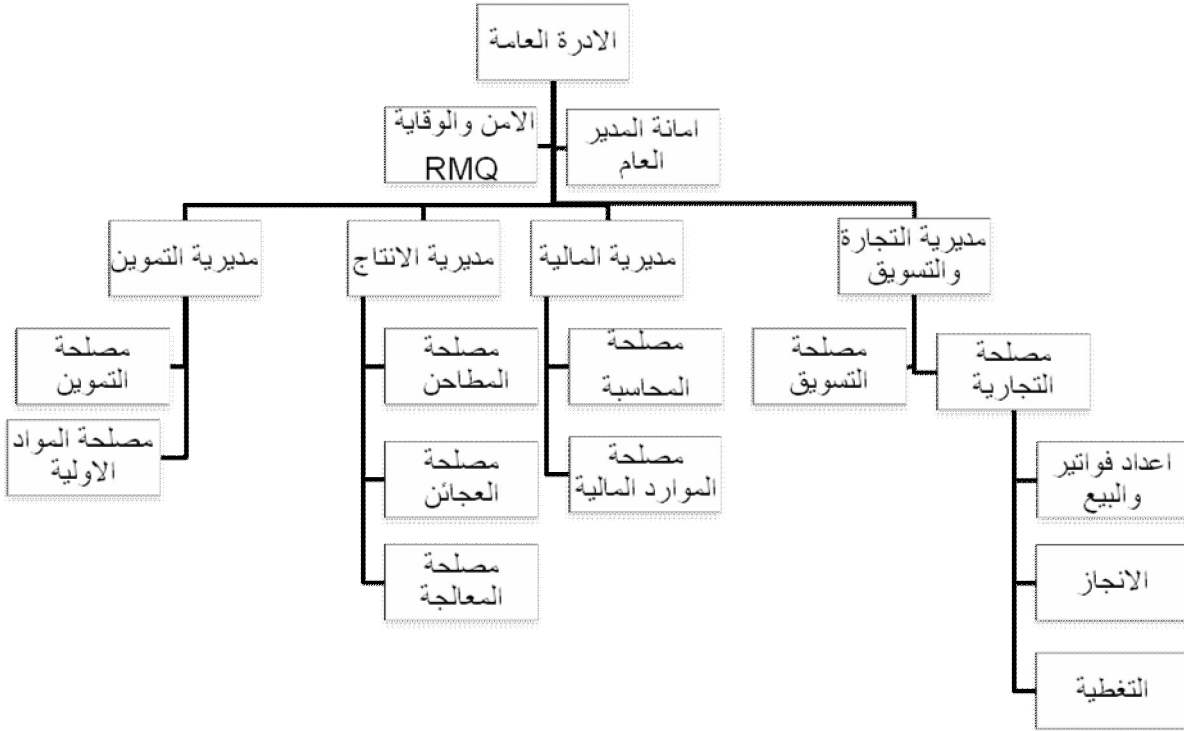 الادرة العامة
امانة المدير
العام
الامن والوقاية
RMQ
مديرية التجارة
والتسويق
مديرية المالية
مديرية الانتاج
مديرية التموين
مصلحة
التجارية
مصلحة
التسويق
مصلحة
المحاسبة
مصلحة
المطاحن
مصلحة
التموين
مصلحة المواد
الاولية
مصلحة
الموارد المالية
مصلحة
العجائن
اعداد فواتير
والبيع
مصلحة
المعالجة
الانجاز
التغطية